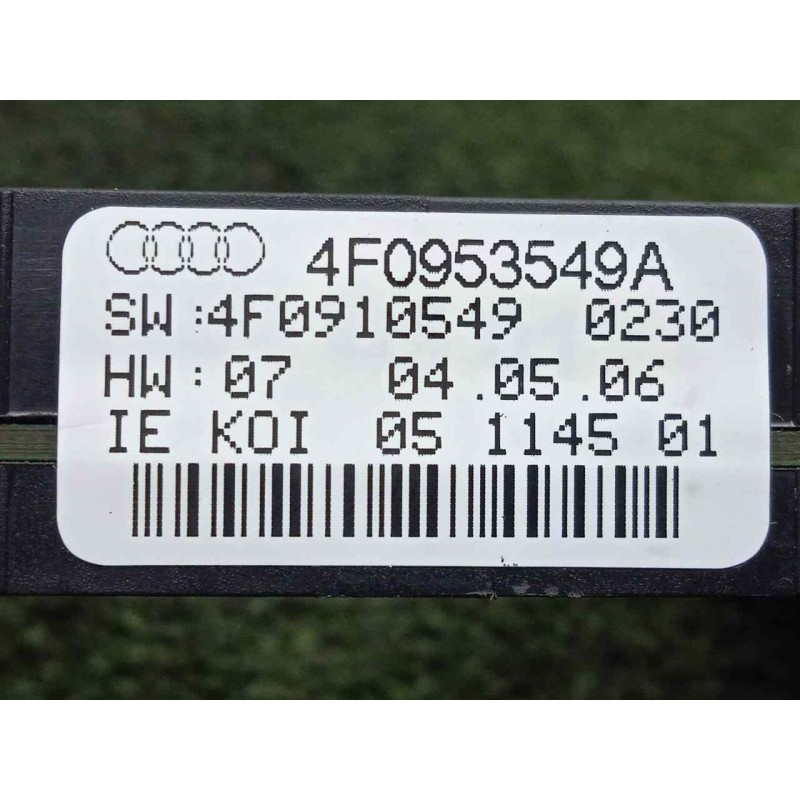 4F0953549A
SW :4F0910549 0230
HW: 07 04.05.06
IE KOI 05 1145 01